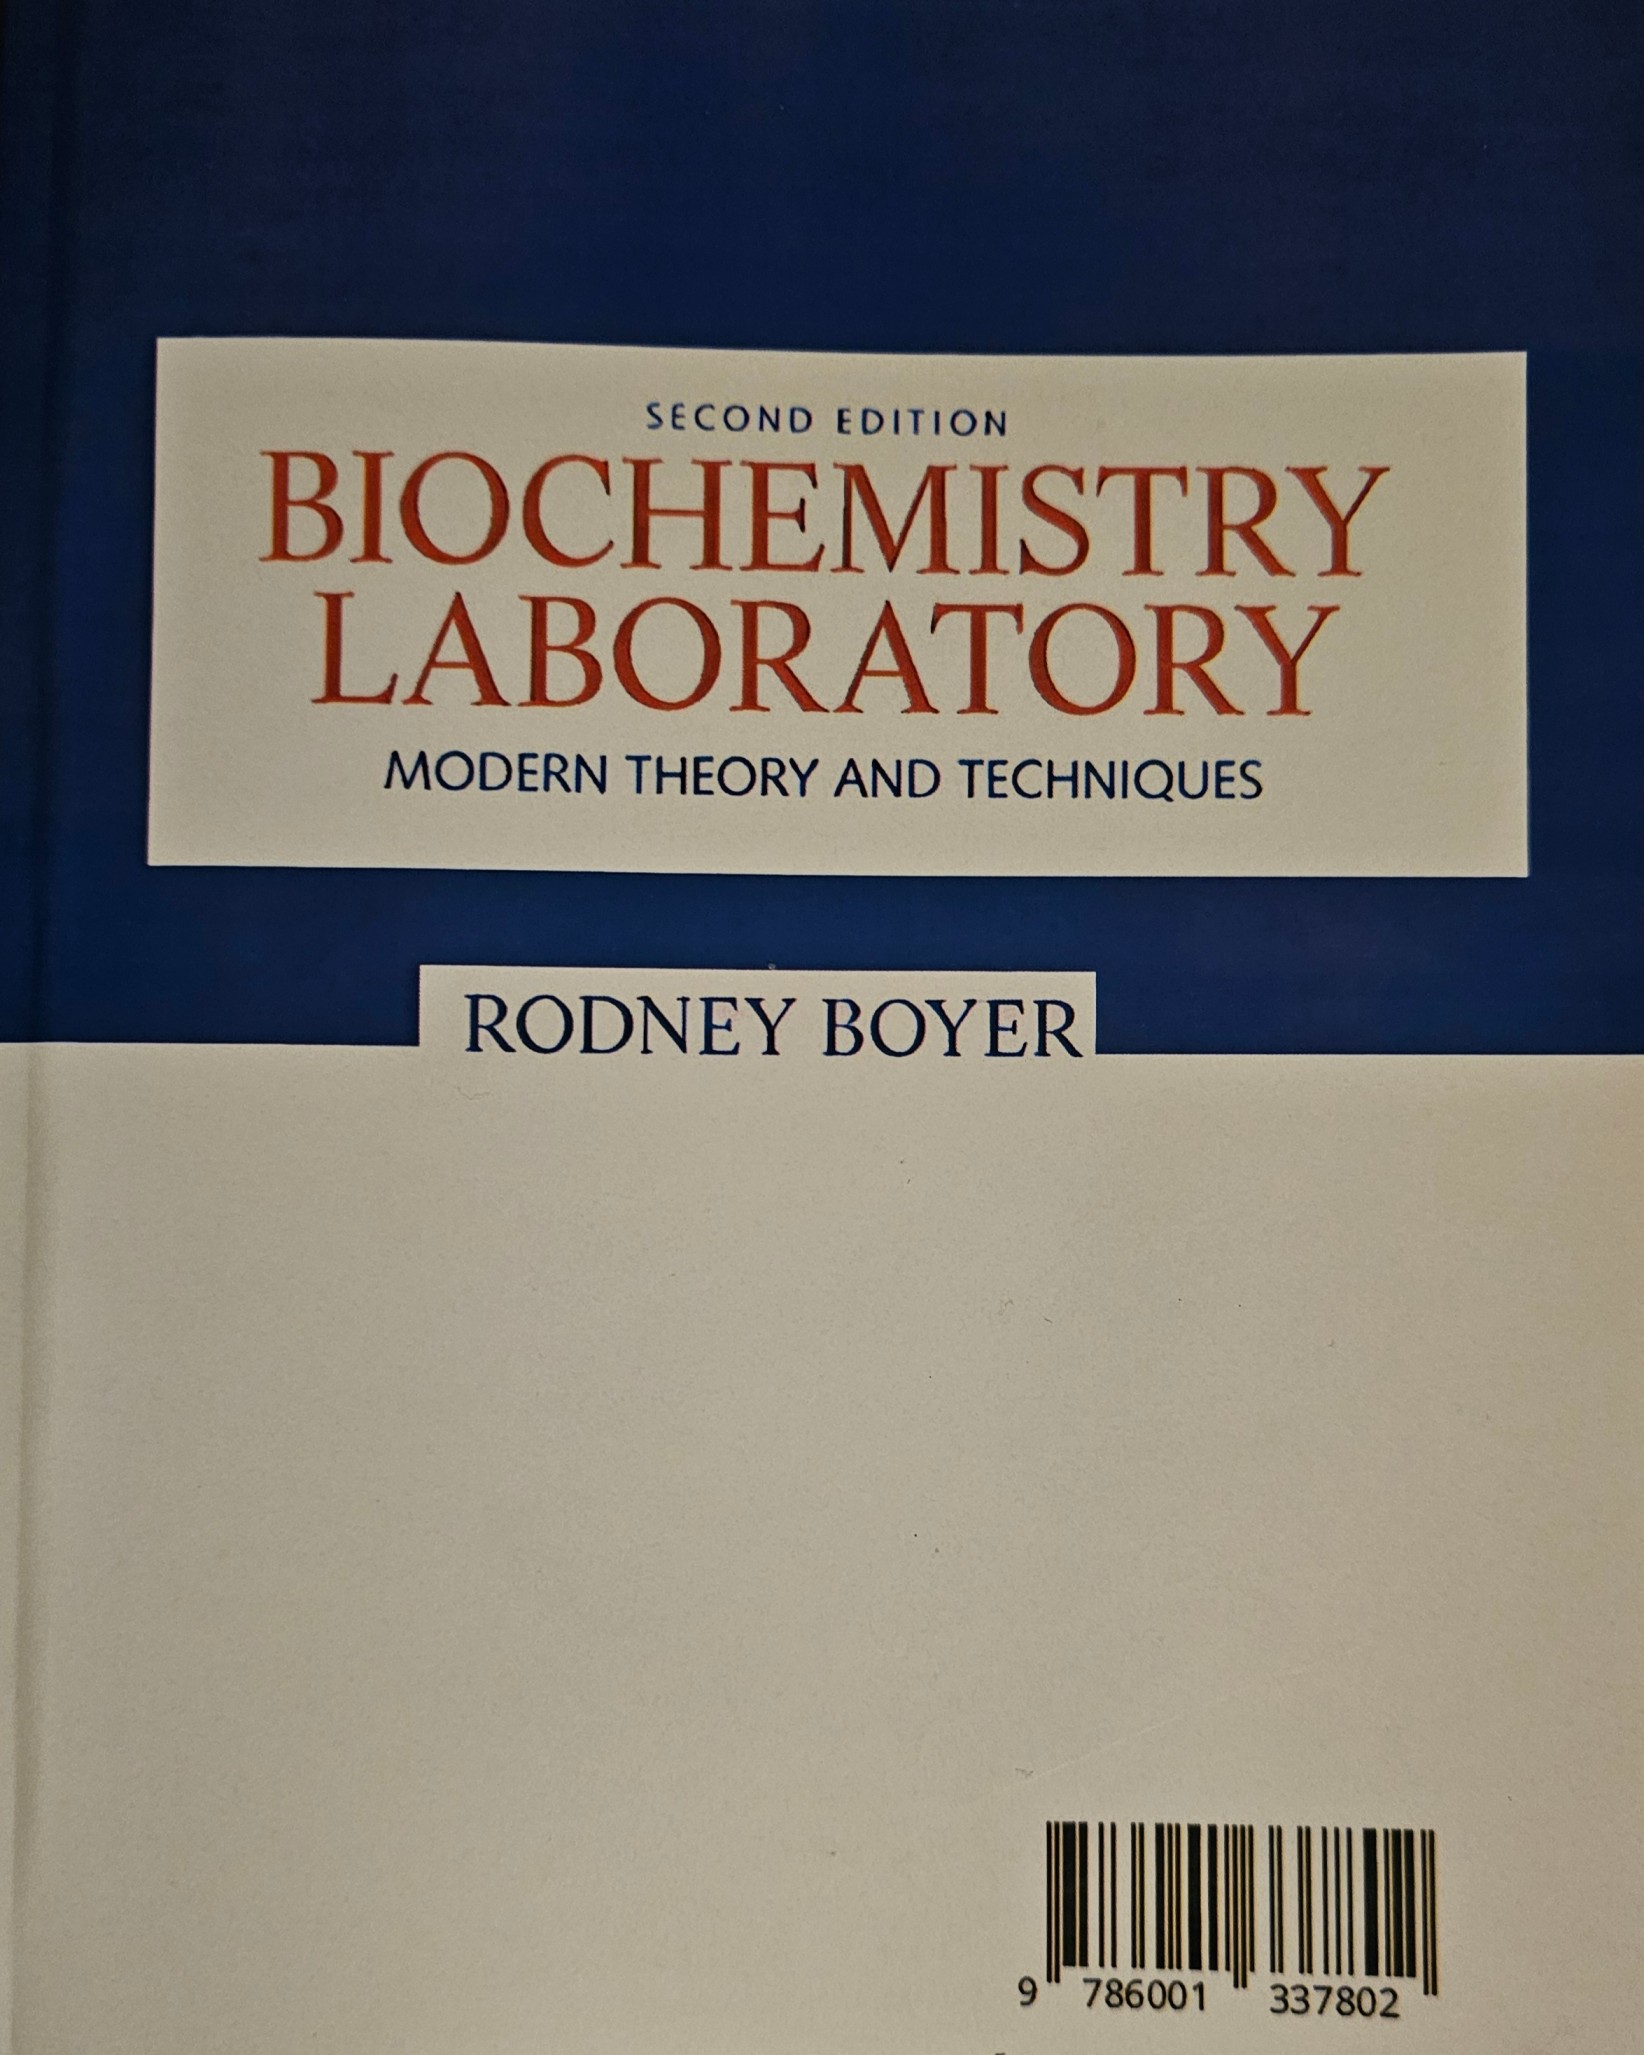 SECOND EDITION
BIOCHEMISTRY
LABORATORY
MODERN THEORY AND TECHNIQUES
RODNEY BOYER
9 786001 337802